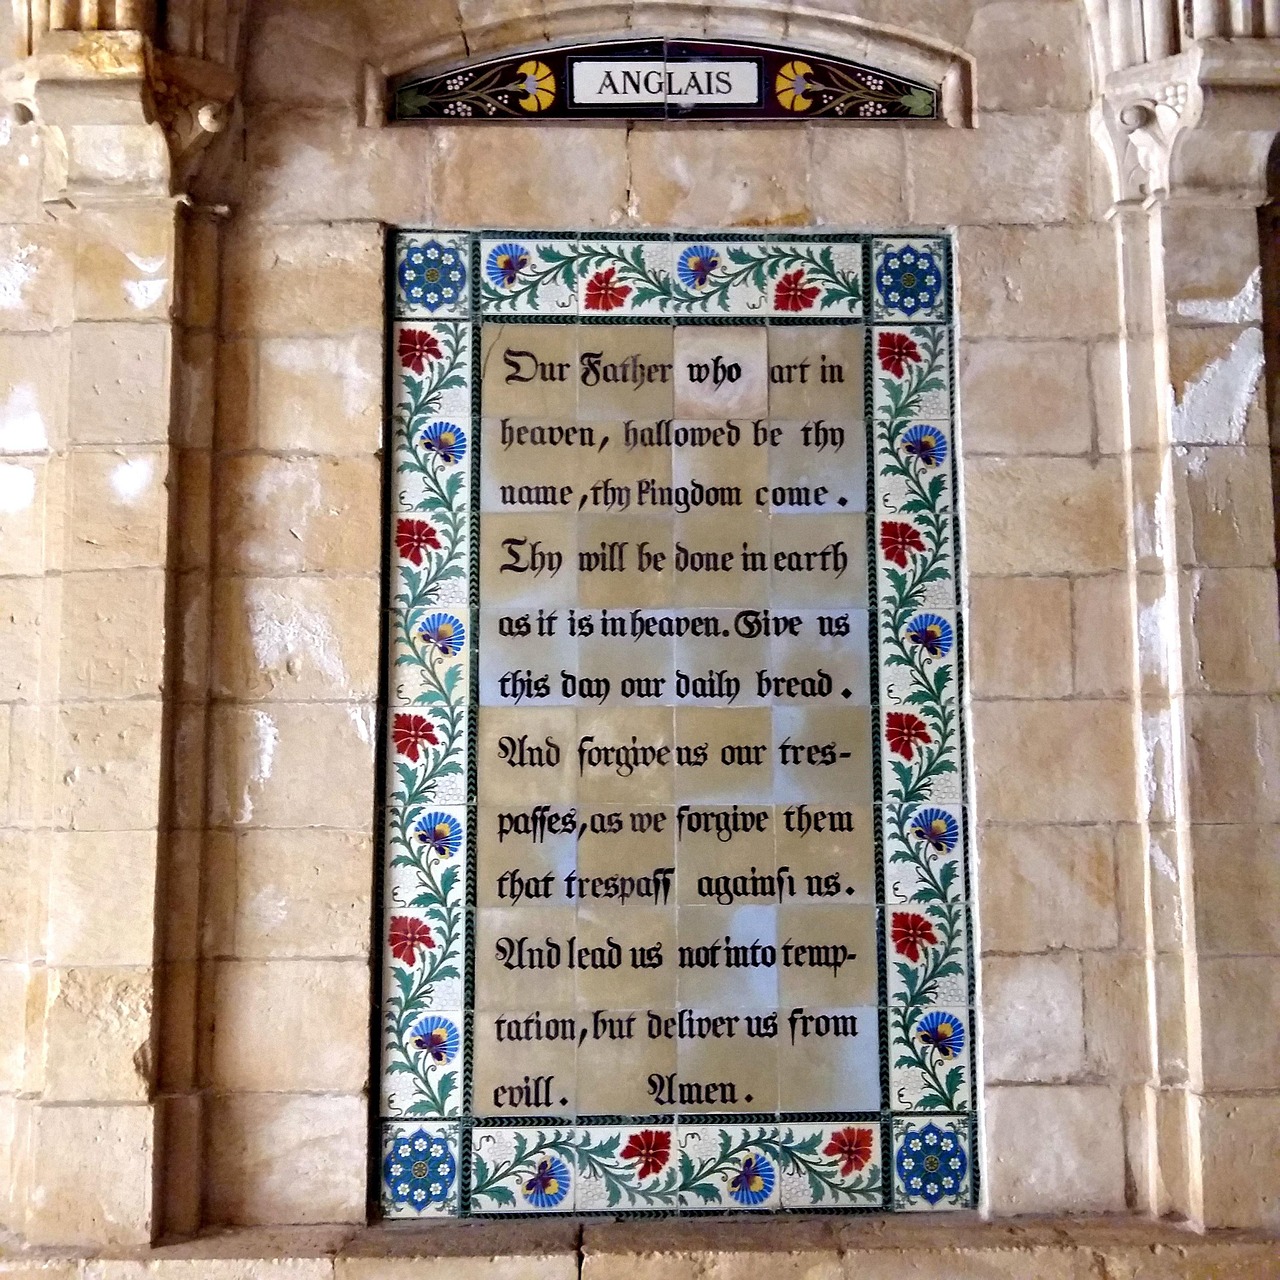 ANGLAIS
Our Father who art in
heaven, hallowed be thy
name, thy kingdom come.
Thy will be done in earth
as it is in heaven. Give us
this day our daily bread.
And forgive us our tres-
paſſes, as we forgive them
that trespaſſ againſt us.
And lead us not into temp-
tation, but deliver us from
evill. Amen.